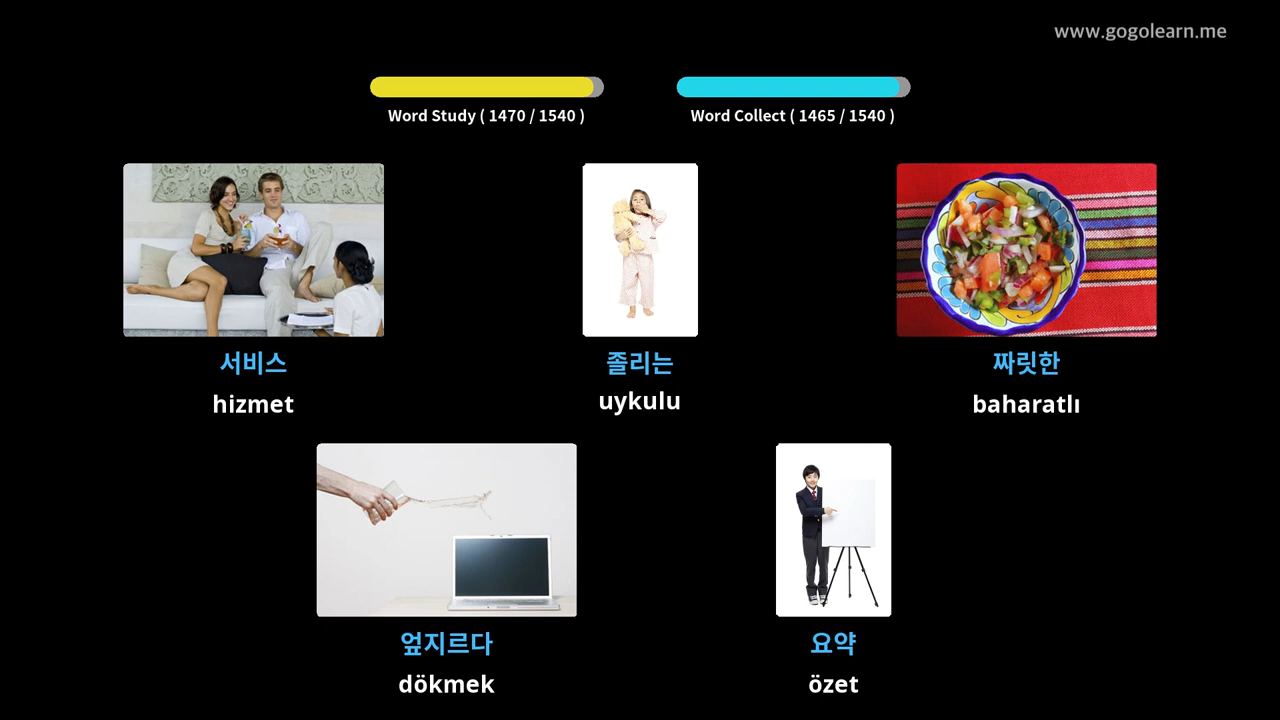 www.gogolearn.me
Word Study ( 1470 / 1540 )
Word Collect ( 1465 / 1540 )
서비스
hizmet
졸리는
uykulu
짜릿한
baharatlı
엎지르다
dökmek
요약
özet